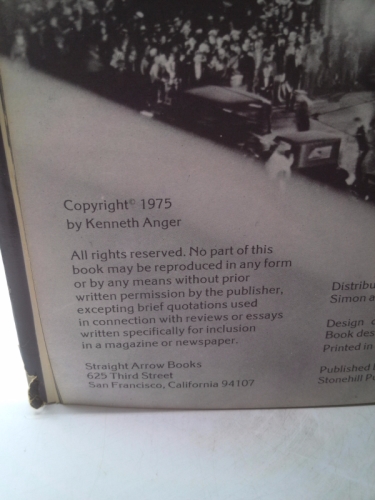 Copyright© 1975
by Kenneth Anger
All rights reserved. No part of this
book may be reproduced in any form
or by any means without prior
written permission by the publisher,
excepting brief quotations used
in connection with reviews or essays
written specifically for inclusion
in a magazine or newspaper.
Straight Arrow Books
625 Third Street
San Francisco, California 94107
Distribu
Simon a
Design
Book des
Printed in
Published
Stonehill P